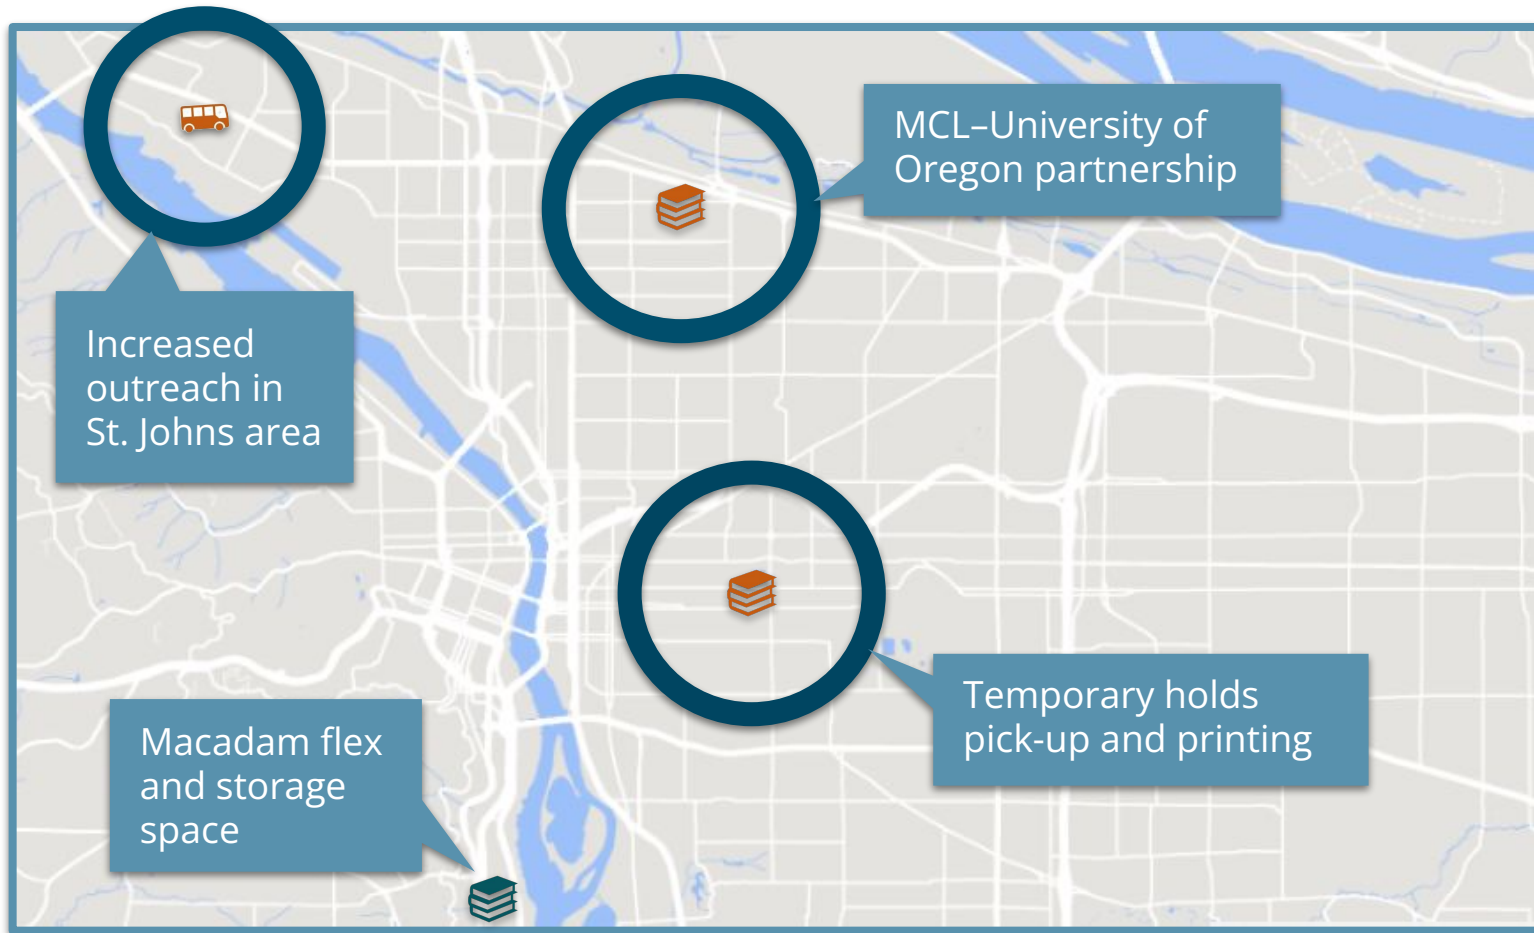 MCL–University of
Oregon partnership
Increased
outreach in
St. Johns area
Temporary holds
pick-up and printing
Macadam flex
and storage
space